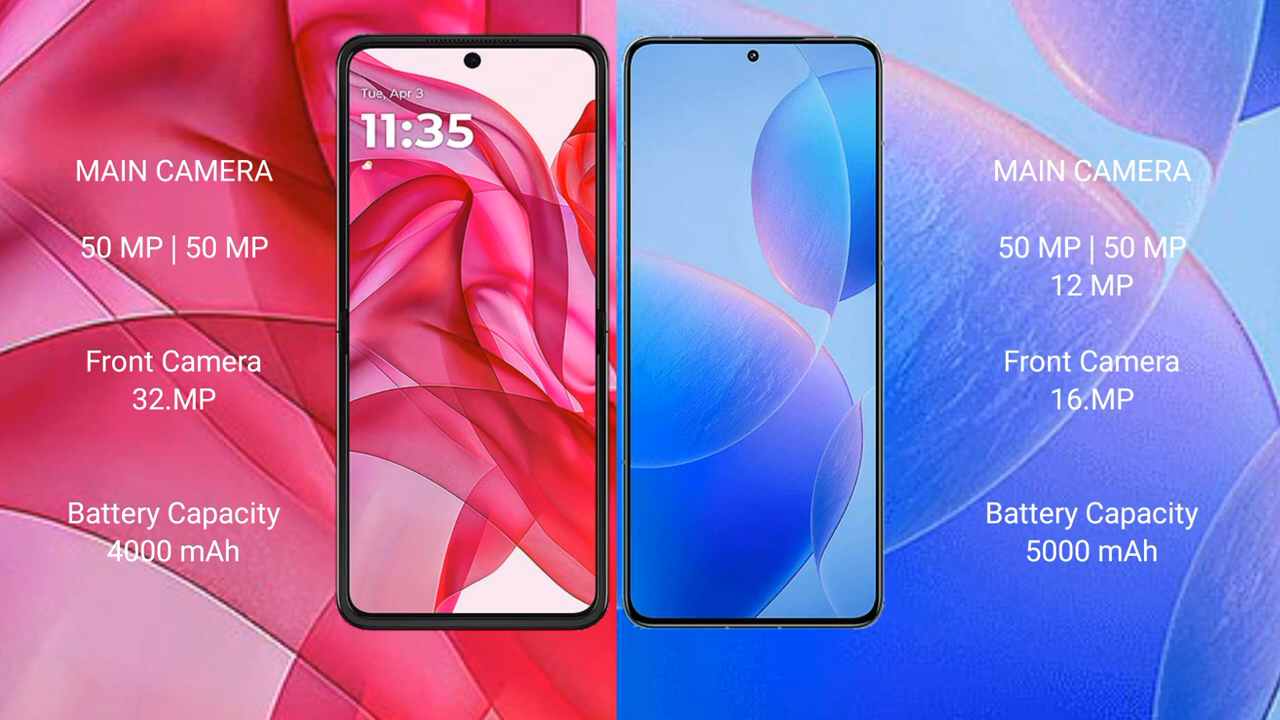 MAIN CAMERA
50 MP | 50 MP
Front Camera
32.MP
Battery Capacity
4000 mAh
Tue, Apr 3
11:35
MAIN CAMERA
50 MP | 50 MP
12 MP
Front Camera
16.MP
Battery Capacity
5000 mAh